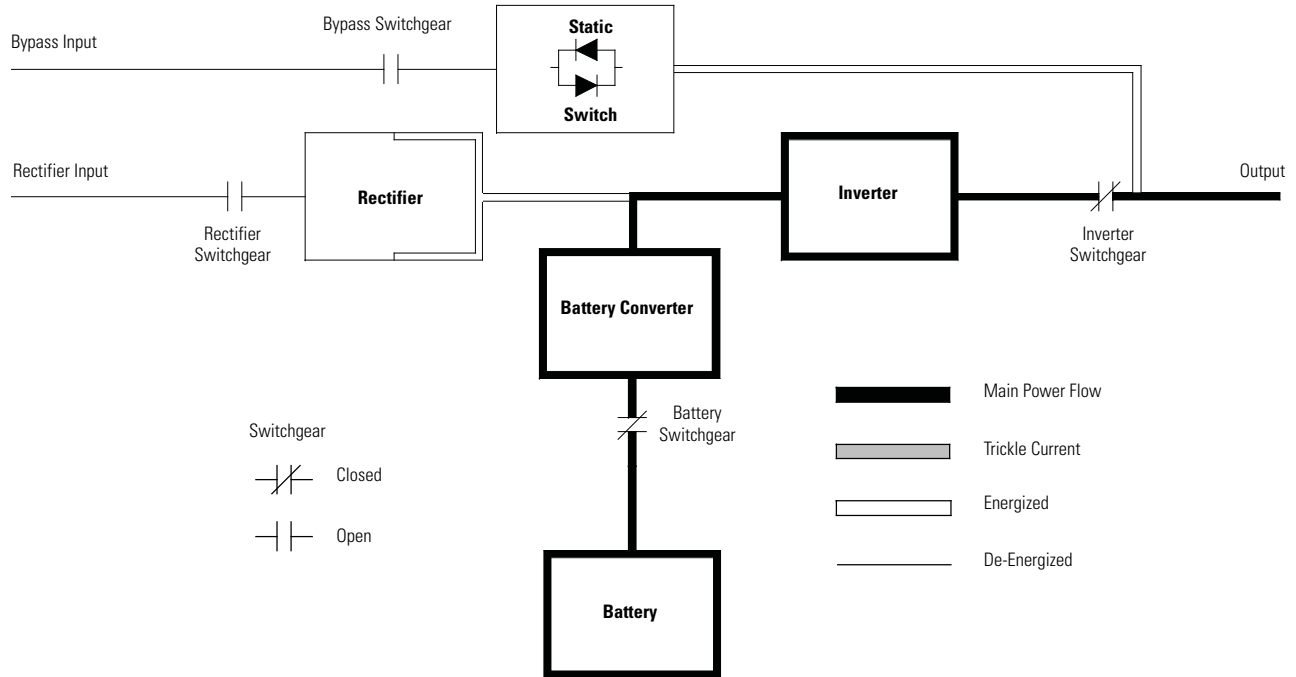 Bypass Switchgear
Bypass Input
Static
Switch
Rectifier Input
Rectifier
Rectifier
Switchgear
Inverter
Output
Inverter
Switchgear
Battery Converter
Battery
Switchgear
Battery
Switchgear
Closed
Open
Main Power Flow
Trickle Current
Energized
De-Energized